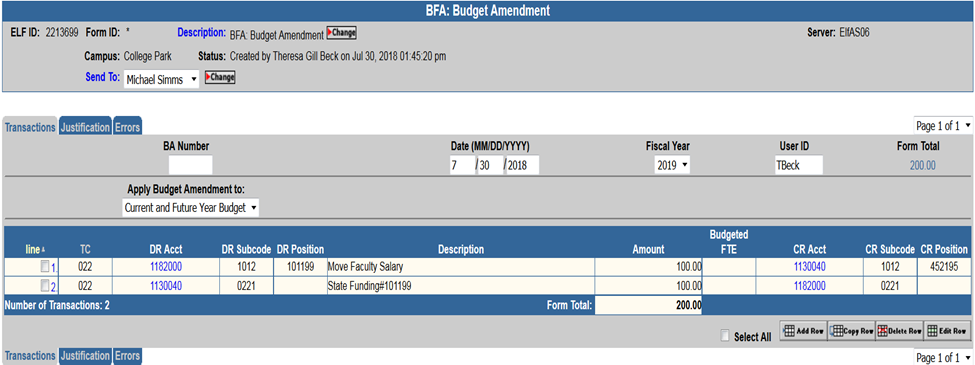 BFA: Budget Amendment
ELF ID: 2213699 Form ID: * Description: BFA: Budget Amendment Change Server: ElfAS06
Campus: College Park Status: Created by Theresa Gill Beck on Jul 30, 2018 01:45:20 pm
Send To: Michael Simms Change
Transactions Justification Errors Page 1 of 1
BA Number Date (MM/DD/YYYY) Fiscal Year User ID Form Total
7 / 30 / 2018 2019 TBeck 200.00
Apply Budget Amendment to:
Current and Future Year Budget
line TC DR Acct DR Subcode DR Position Description Amount Budgeted FTE CR Acct CR Subcode CR Position
1. 022 1182000 1012 101199 Move Faculty Salary 100.00 1130040 1012 452195
2. 022 1130040 0221 State Funding#101199 100.00 1182000 0221
Number of Transactions: 2 Form Total: 200.00
Select All Add Row Copy Row Delete Row Edit Row
Transactions Justification Errors Page 1 of 1